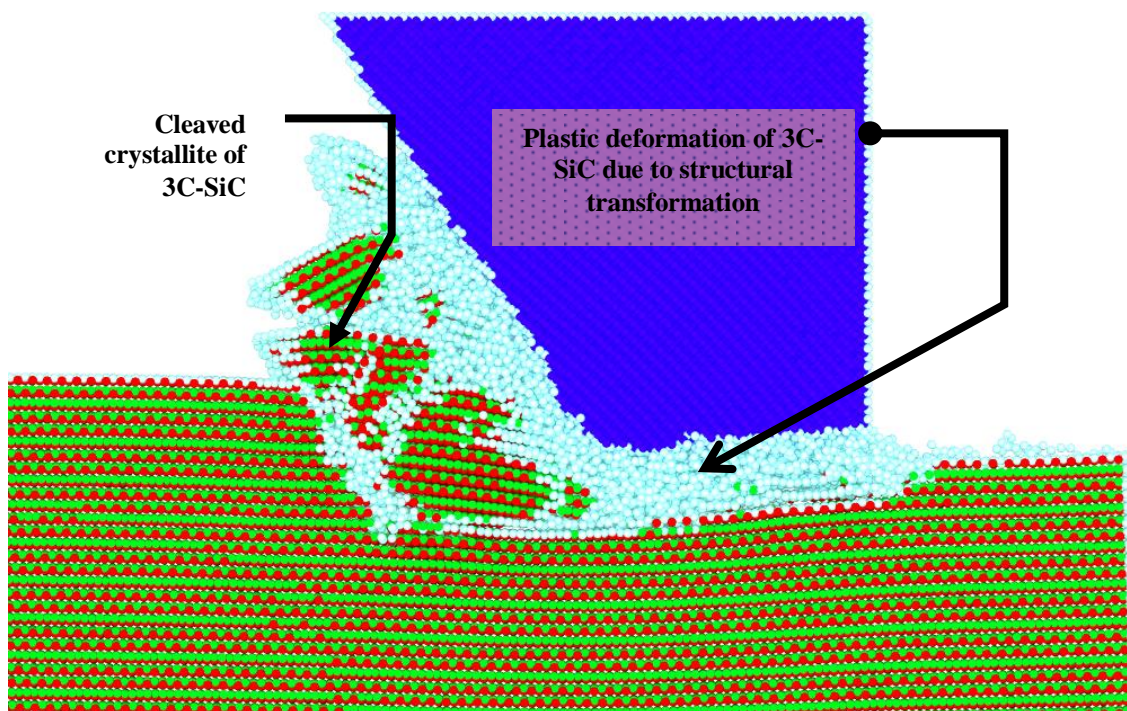 Cleaved
crystallite of
3C-SiC
Plastic deformation of 3C-
SiC due to structural
transformation